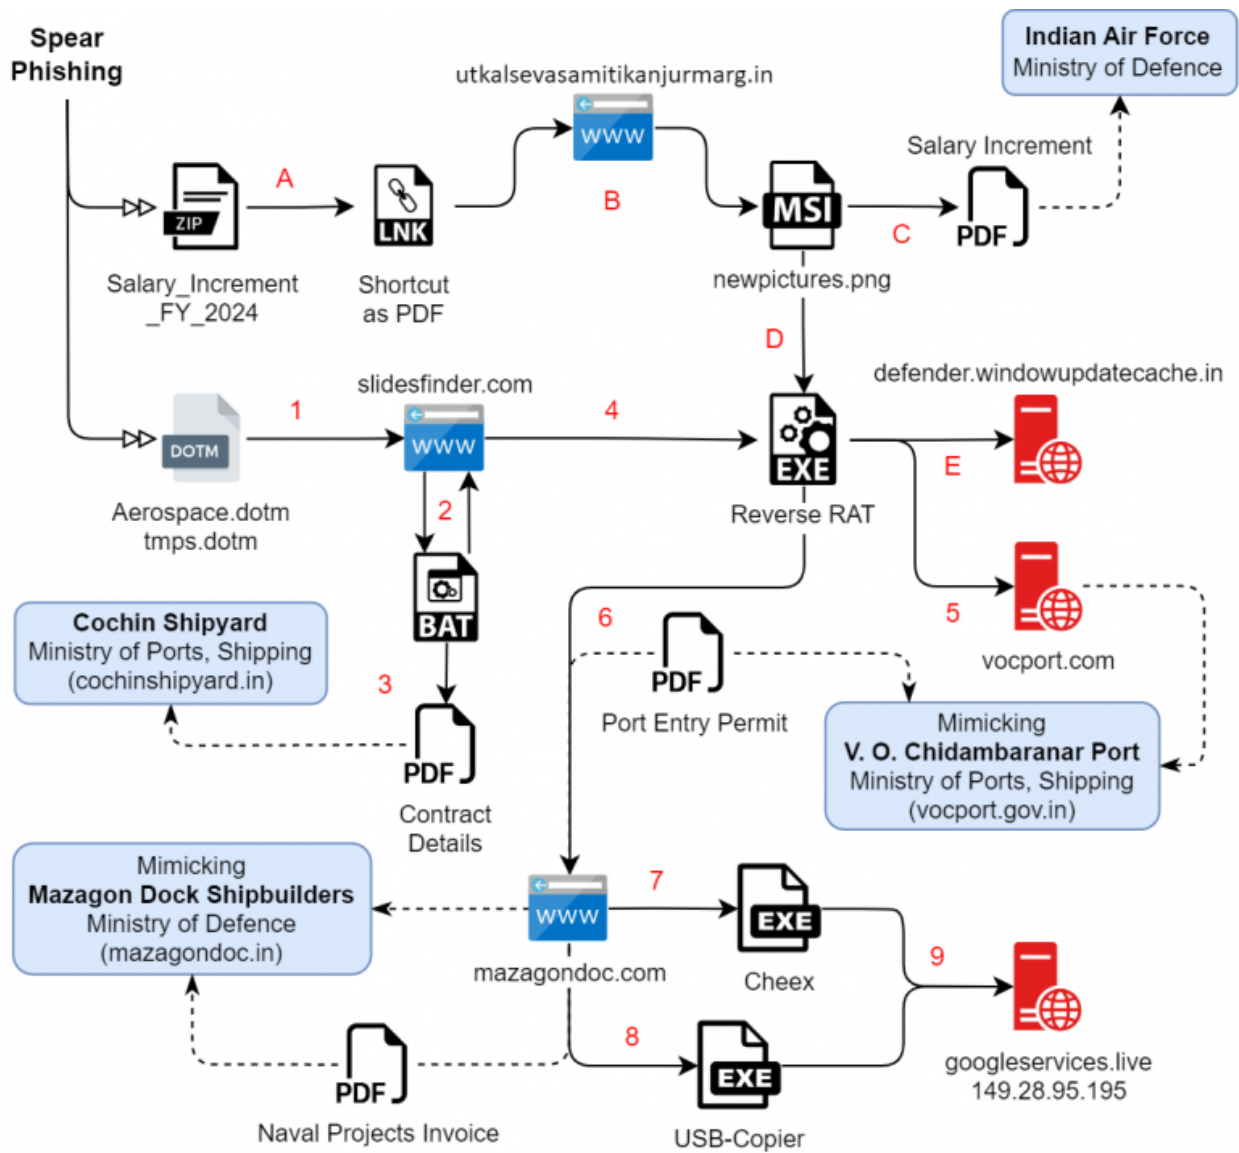 Spear
Phishing
utkalsevasamitikanjurmarg.in
WWW
Indian Air Force
Ministry of Defence
A
ZIP
Salary_Increment
_FY_2024
LNK
Shortcut
as PDF
B
MSI
newpictures.png
C
Salary Increment
PDF
D
1
DOTM
Aerospace.dotm
tmps.dotm
slidesfinder.com
WWW
4
EXE
Reverse RAT
defender.windowupdatecache.in
E
2
BAT
5
vocport.com
Cochin Shipyard
Ministry of Ports, Shipping
(cochinshipyard.in)
3
PDF
Contract
Details
6
PDF
Port Entry Permit
Mimicking
V. O. Chidambaranar Port
Ministry of Ports, Shipping
(vocport.gov.in)
Mimicking
Mazagon Dock Shipbuilders
Ministry of Defence
(mazagondoc.in)
WWW
mazagondoc.com
7
EXE
Cheex
9
8
PDF
Naval Projects Invoice
EXE
USB-Copier
googleservices.live
149.28.95.195